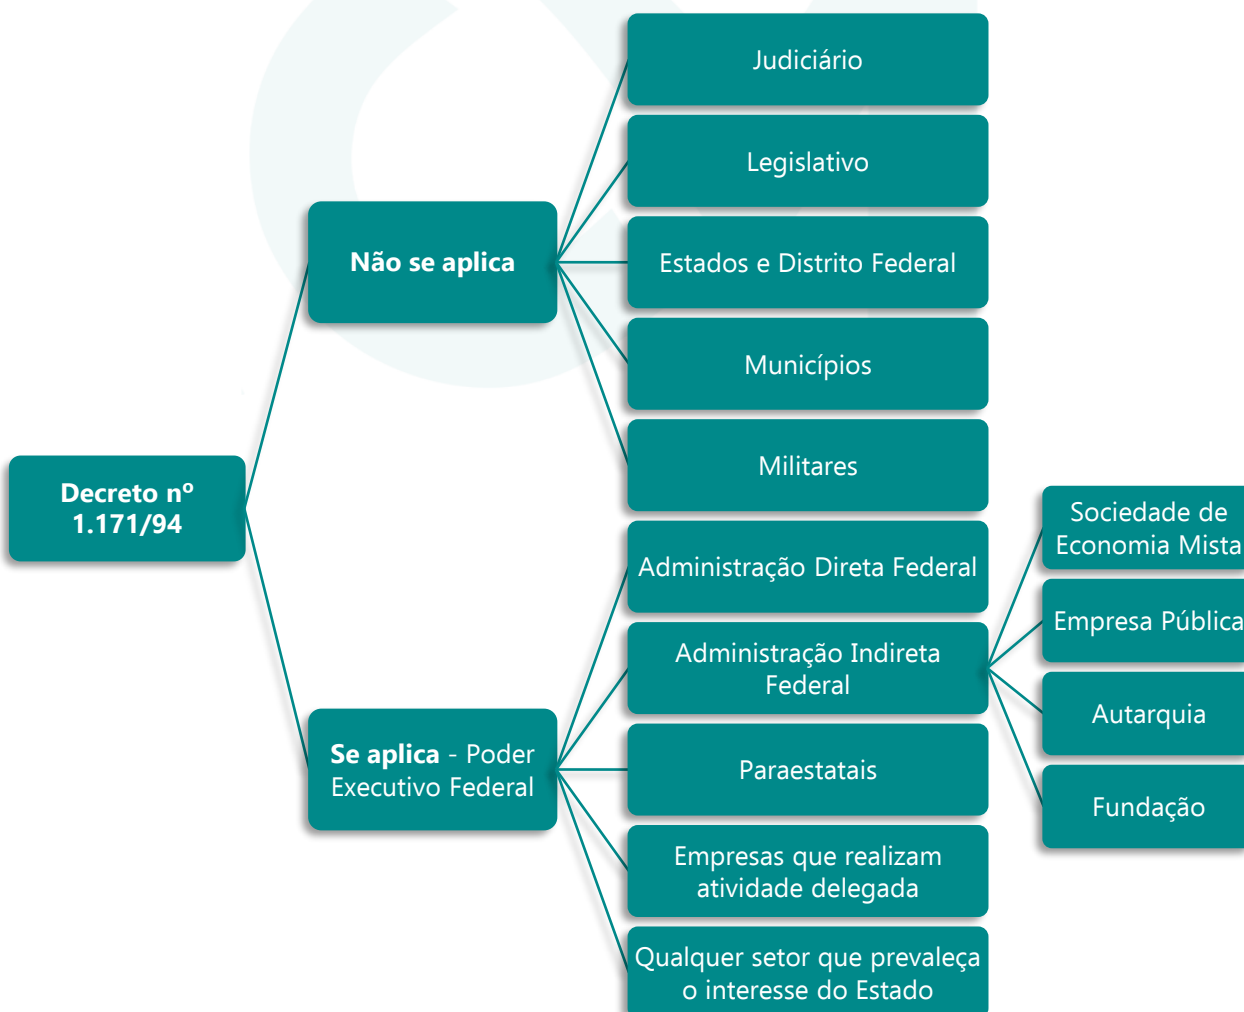 Judiciário
Legislativo
Não se aplica
Estados e Distrito Federal
Municípios
Militares
Decreto nº
1.171/94
Administração Direta Federal
Administração Indireta
Federal
Sociedade de
Economia Mista
Empresa Pública
Autarquia
Fundação
Se aplica - Poder
Executivo Federal
Paraestatais
Empresas que realizam
atividade delegada
Qualquer setor que prevaleça
o interesse do Estado